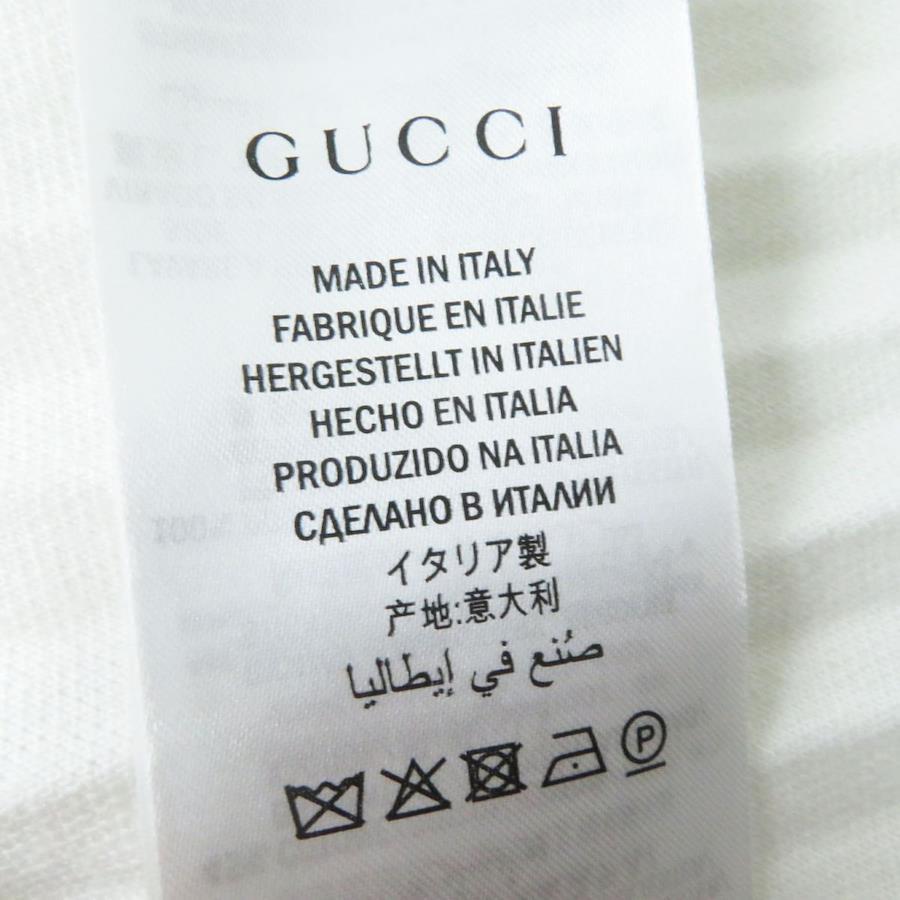 GUCCI
MADE IN ITALY
FABRIQUE EN ITALIE
HERGESTELLT IN ITALIEN
HECHO EN ITALIA
PRODUZIDO NA ITALIA
СДЕЛАНО В ИТАЛИИ
イタリア製
产地:意大利
صُنع في إيطاليا
P